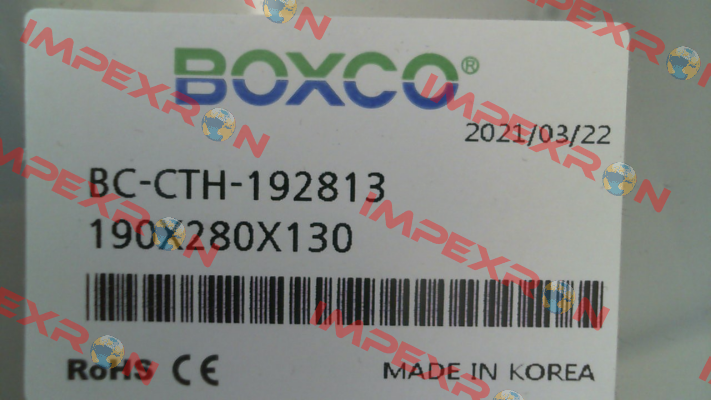 BOXCO®
2021/03/22
BC-CTH-192813
190X280X130
RoHS CE
MADE IN KOREA
IMPEXRON
IMPEXRON
IMPEXRON
IMPEXRON
IMPEXRON
IMPEXRON